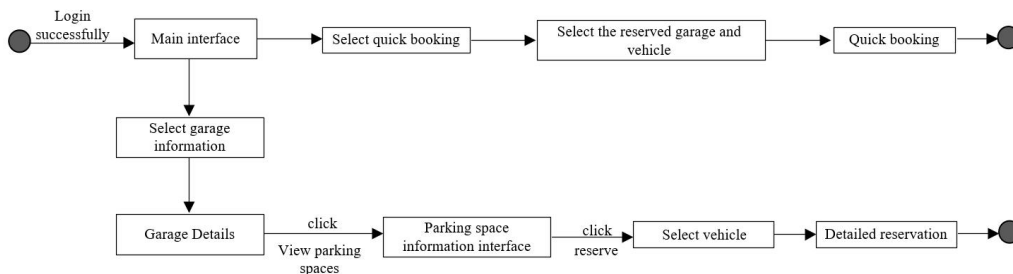 Login
successfully
Main interface
Select quick booking
Select the reserved garage and
vehicle
Quick booking
Select garage
information
Garage Details
click
View parking
spaces
Parking space
information interface
click
reserve
Select vehicle
Detailed reservation